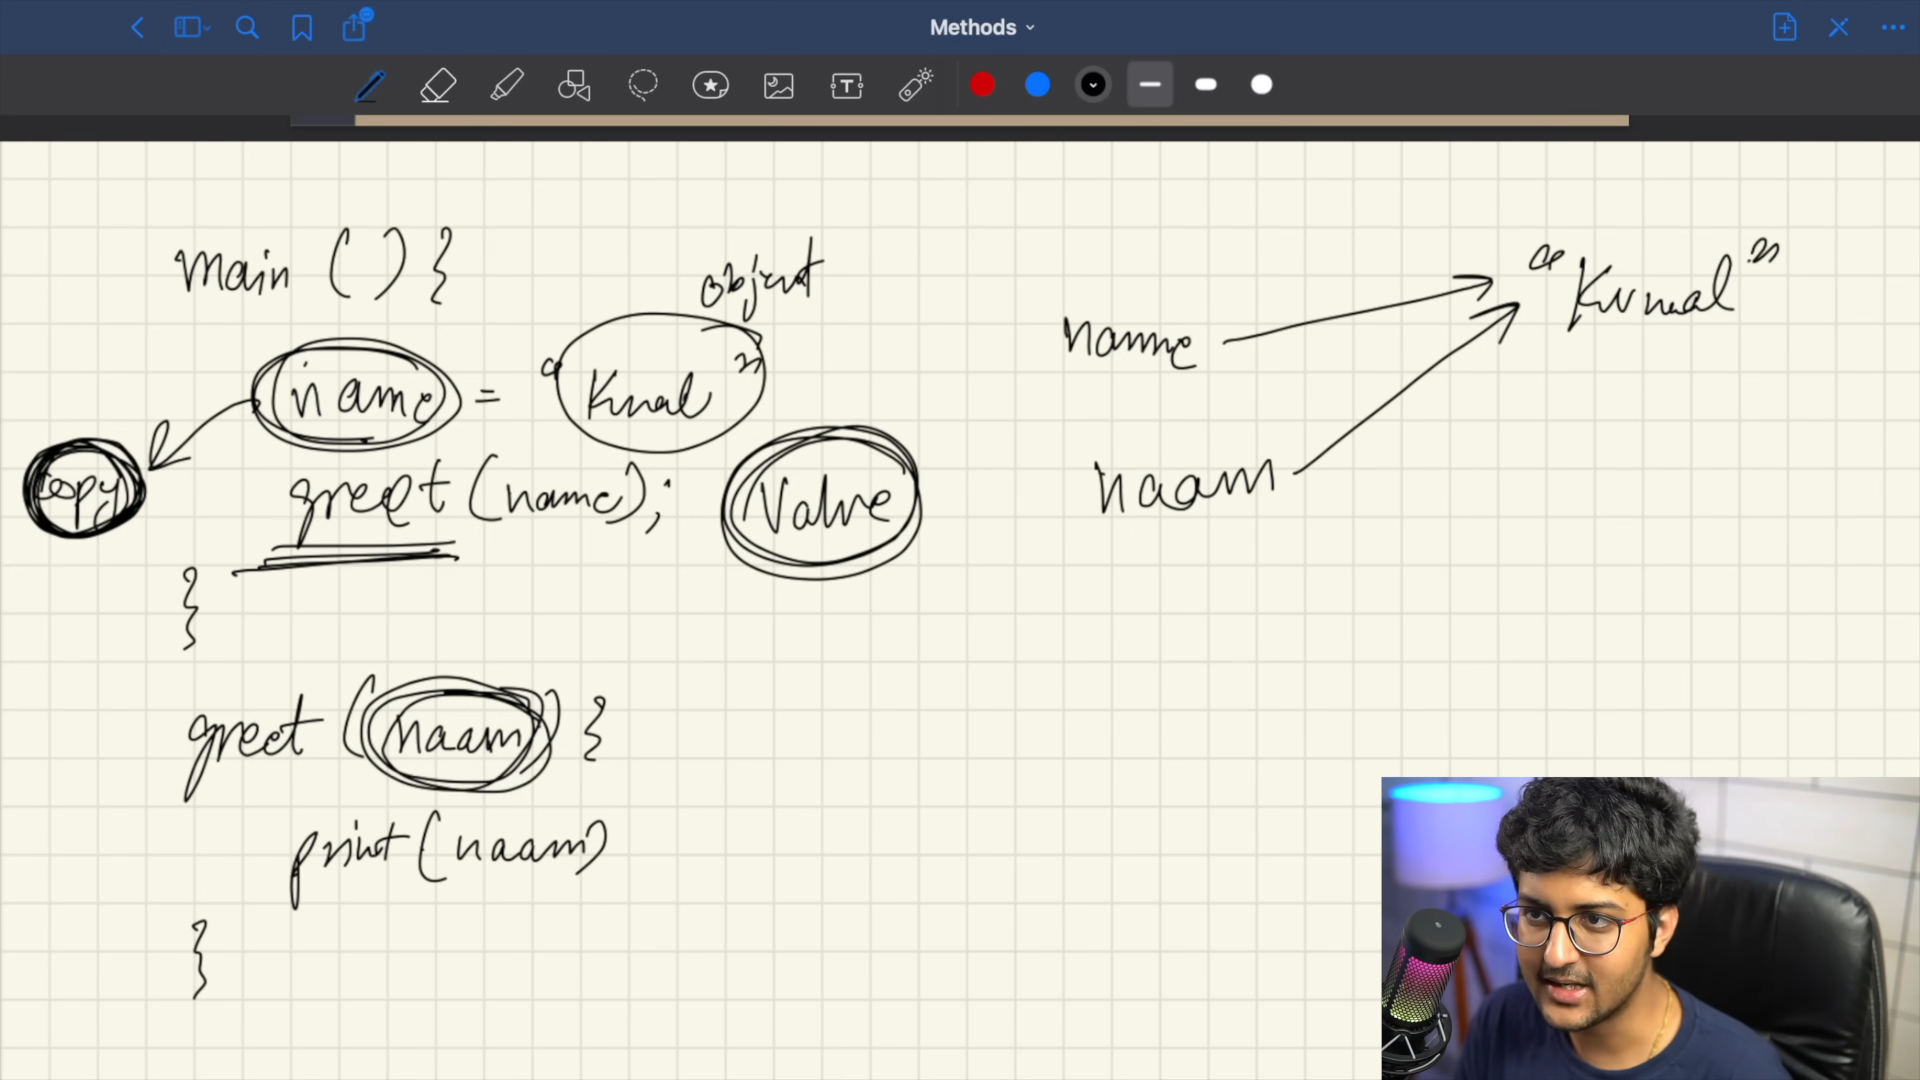 Methods
main () {
object
name = "Kunal"
copy
greet (name);
Value
}
greet (naam) {
print (naam)
}
name
"Kunal"
naam